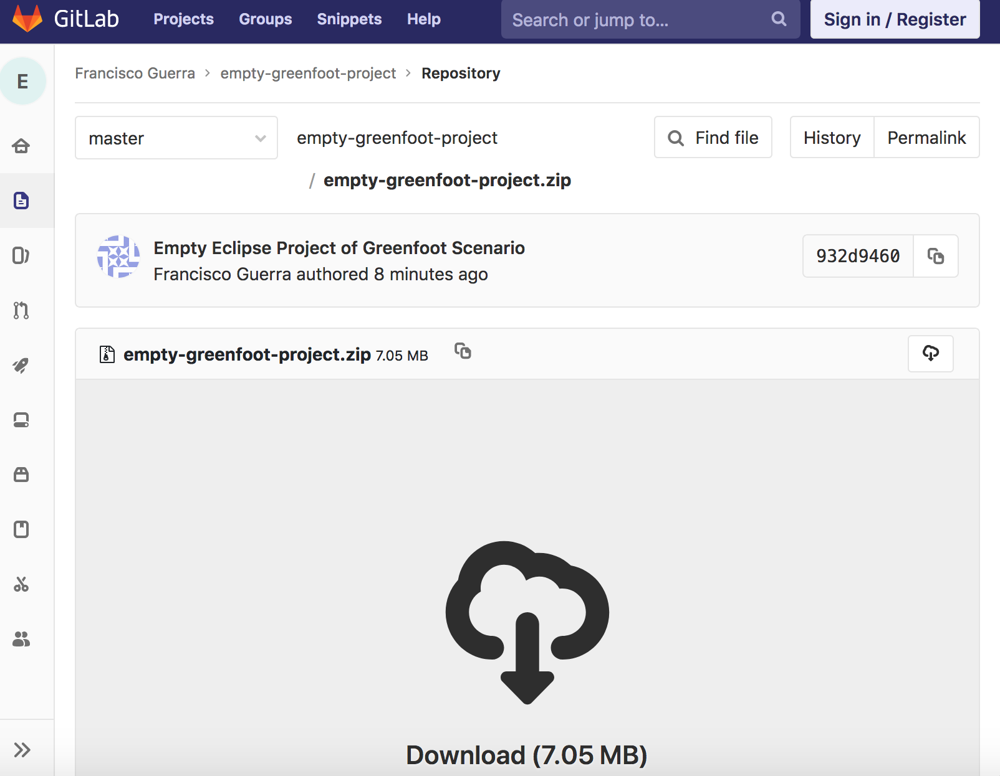 GitLab Projects Groups Snippets Help Search or jump to... Sign in / Register
E
Francisco Guerra > empty-greenfoot-project > Repository
master empty-greenfoot-project Find file History Permalink
/ empty-greenfoot-project.zip
Empty Eclipse Project of Greenfoot Scenario
Francisco Guerra authored 8 minutes ago
932d9460
empty-greenfoot-project.zip 7.05 MB
Download (7.05 MB)